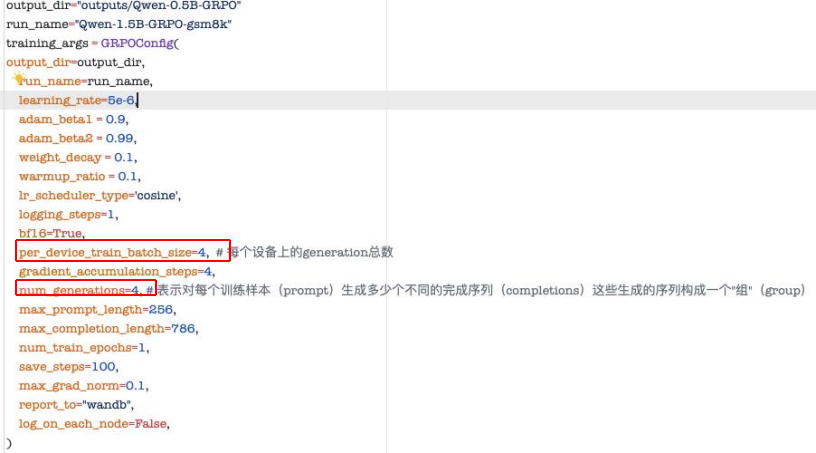 output_dir="outputs/Qwen-0.5B-GRPO"
run_name="Qwen-1.5B-GRPO-gsm8k"
training_args = GRPOConfig(
output_dir=output_dir,
run_name=run_name,
learning_rate=5e-6,
adam_beta1 = 0.9,
adam_beta2 = 0.99,
weight_decay = 0.1,
warmup_ratio = 0.1,
lr_scheduler_type='cosine',
logging_steps=1,
bf16=True,
per_device_train_batch_size=4, # 每个设备上的generation总数
gradient_accumulation_steps=4,
num_generations=4, # 表示对每个训练样本（prompt）生成多少个不同的完成序列（completions）这些生成的序列构成一个"组"（group）
max_prompt_length=256,
max_completion_length=786,
num_train_epochs=1,
save_steps=100,
max_grad_norm=0.1,
report_to="wandb",
log_on_each_node=False,
)